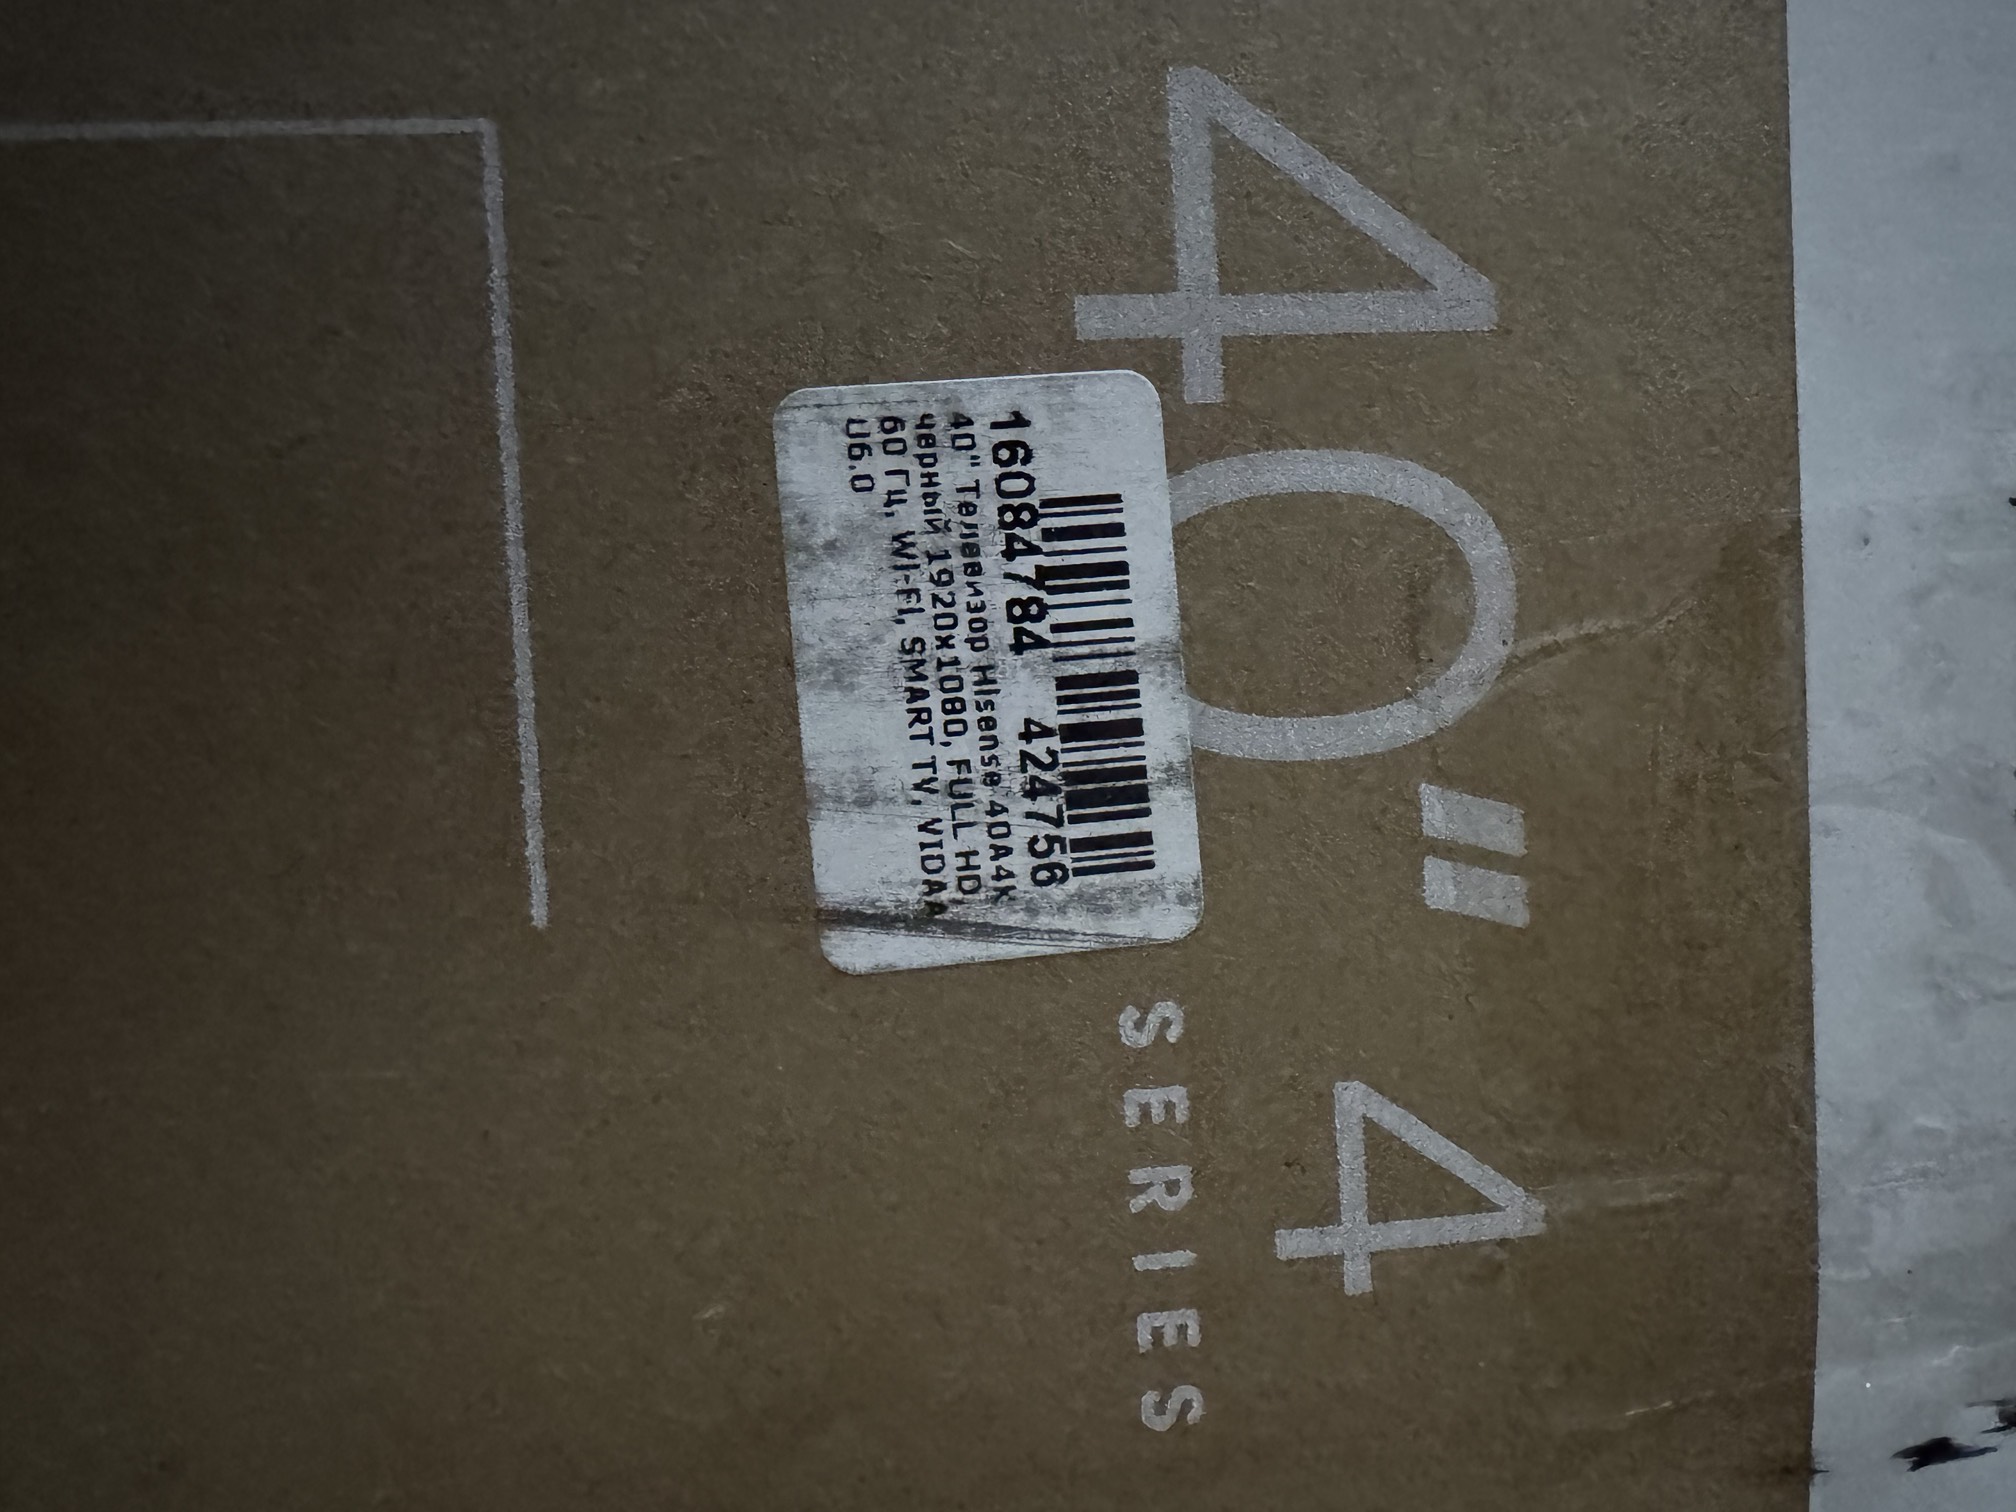 40" 4
SERIES
16084784 424756
40" Телевизор Hisense 40A4K
черный 1920x1080, FULL HD,
60 Гц, Wi-Fi, SMART TV, VIDAA
U6.0